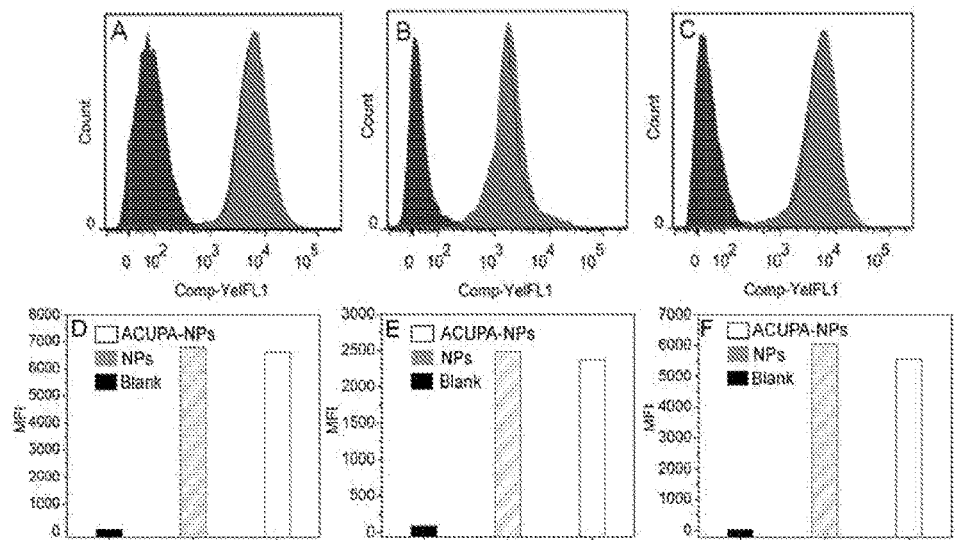 A
B
C
Count
Count
Count
0
0
0
0 10² 10³ 10⁴ 10⁵
0 10² 10³ 10⁴ 10⁵
0 10² 10³ 10⁴ 10⁵
Comp-YelFL1
Comp-YelFL1
Comp-YelFL1
D
ACUPA-NPs
NPs
Blank
MFI
8000
7000
6000
5000
4000
3000
2000
1000
0
E
ACUPA-NPs
NPs
Blank
MFI
3000
2500
2000
1500
1000
500
0
F
ACUPA-NPs
NPs
Blank
MFI
7000
6000
5000
4000
3000
2000
1000
0